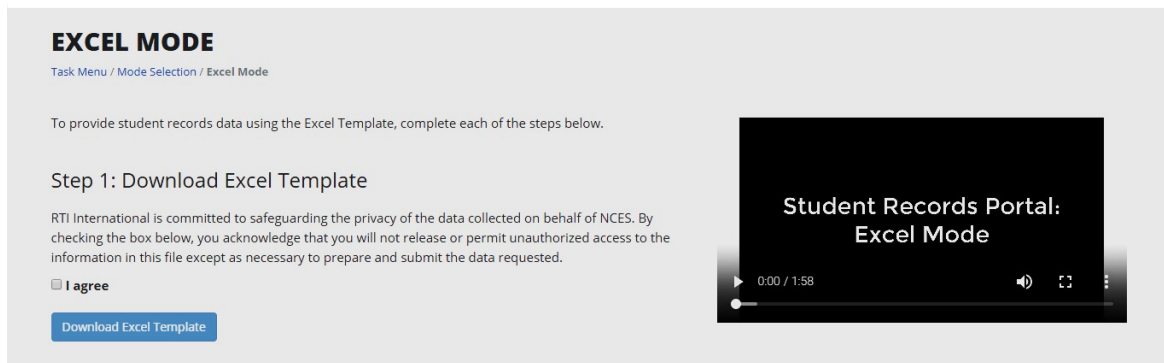 EXCEL MODE
Task Menu / Mode Selection / Excel Mode
To provide student records data using the Excel Template, complete each of the steps below.
Step 1: Download Excel Template
RTI International is committed to safeguarding the privacy of the data collected on behalf of NCES. By
checking the box below, you acknowledge that you will not release or permit unauthorized access to the
information in this file except as necessary to prepare and submit the data requested.
I agree
Download Excel Template
Student Records Portal:
Excel Mode
0:00 / 1:58